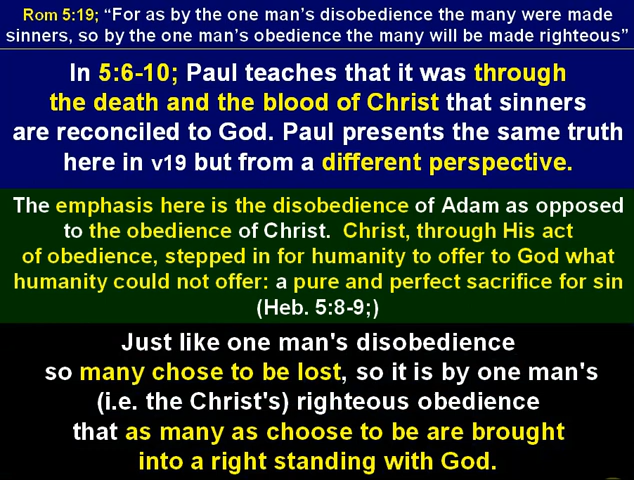 Rom 5:19; “For as by the one man’s disobedience the many were made
sinners, so by the one man’s obedience the many will be made righteous”
In 5:6-10; Paul teaches that it was through
the death and the blood of Christ that sinners
are reconciled to God. Paul presents the same truth
here in v19 but from a different perspective.
The emphasis here is the disobedience of Adam as opposed
to the obedience of Christ. Christ, through His act
of obedience, stepped in for humanity to offer to God what
humanity could not offer: a pure and perfect sacrifice for sin
(Heb. 5:8-9;)
Just like one man's disobedience
so many chose to be lost, so it is by one man's
(i.e. the Christ's) righteous obedience
that as many as choose to be are brought
into a right standing with God.